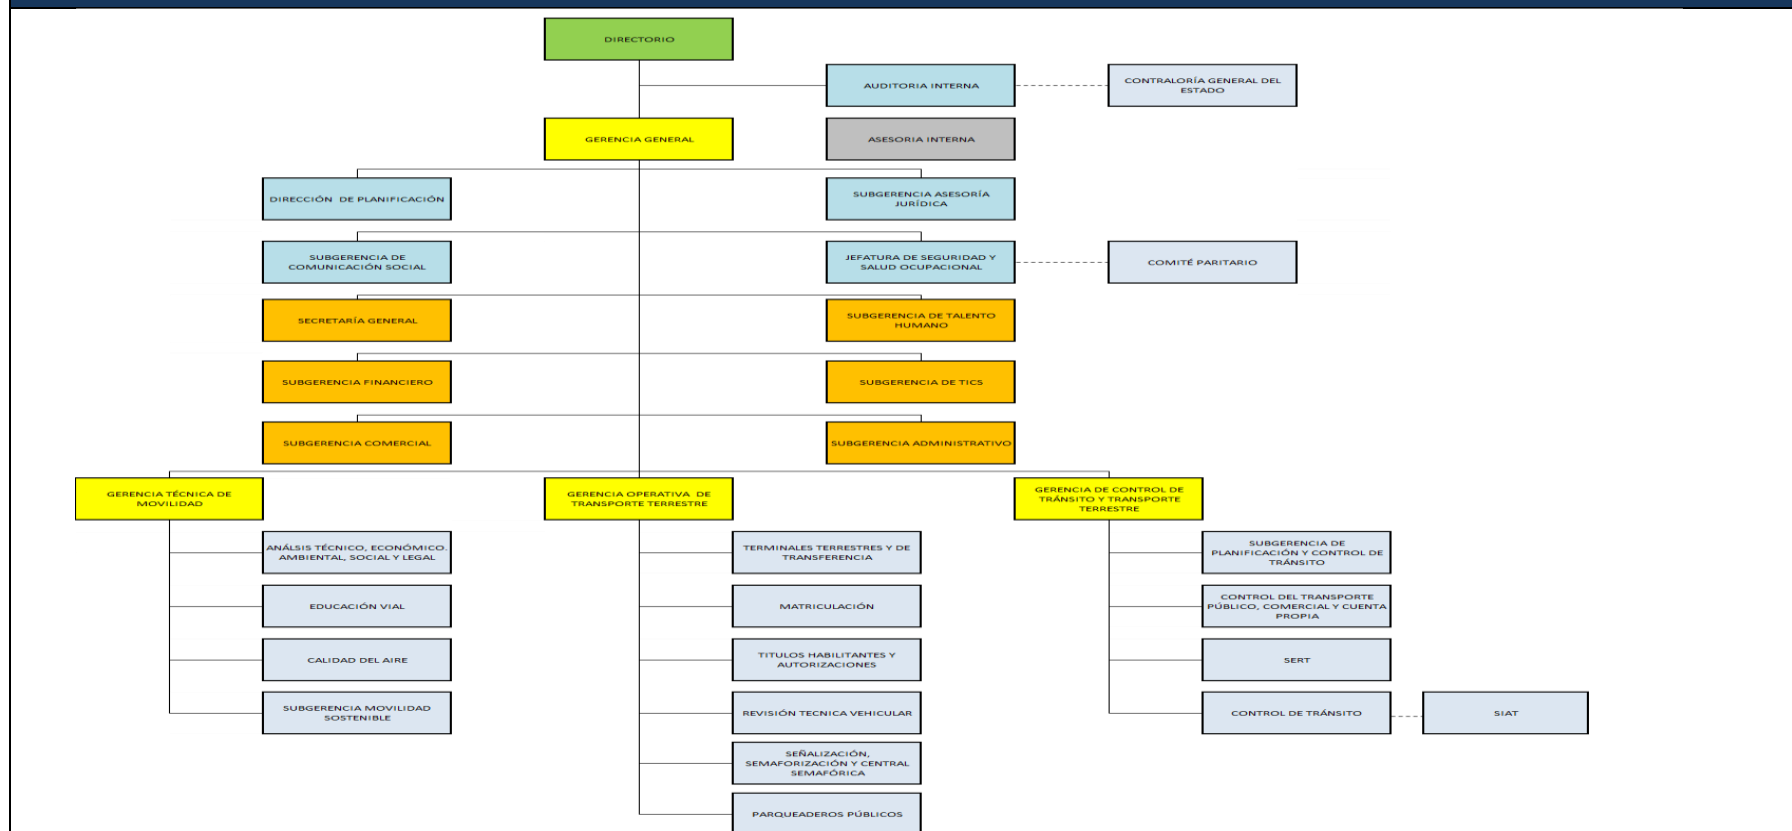 DIRECTORIO
AUDITORIA INTERNA
CONTRALORÍA GENERAL DEL
ESTADO
GERENCIA GENERAL
ASESORIA INTERNA
DIRECCIÓN DE PLANIFICACIÓN
SUBGERENCIA ASESORÍA
JURÍDICA
SUBGERENCIA DE
COMUNICACIÓN SOCIAL
JEFATURA DE SEGURIDAD Y
SALUD OCUPACIONAL
COMITÉ PARITARIO
SECRETARÍA GENERAL
SUBGERENCIA DE TALENTO
HUMANO
SUBGERENCIA FINANCIERO
SUBGERENCIA DE TICS
SUBGERENCIA COMERCIAL
SUBGERENCIA ADMINISTRATIVO
GERENCIA TÉCNICA DE
MOVILIDAD
GERENCIA OPERATIVA DE
TRANSPORTE TERRESTRE
GERENCIA DE CONTROL DE
TRÁNSITO Y TRANSPORTE
TERRESTRE
ANÁLSIS TÉCNICO, ECONÓMICO.
AMBIENTAL, SOCIAL Y LEGAL
TERMINALES TERRESTRES Y DE
TRANSFERENCIA
SUBGERENCIA DE
PLANIFICACIÓN Y CONTROL DE
TRÁNSITO
EDUCACIÓN VIAL
MATRICULACIÓN
CONTROL DEL TRANSPORTE
PÚBLICO, COMERCIAL Y CUENTA
PROPIA
CALIDAD DEL AIRE
TITULOS HABILITANTES Y
AUTORIZACIONES
SERT
SUBGERENCIA MOVILIDAD
SOSTENIBLE
REVISIÓN TECNICA VEHICULAR
CONTROL DE TRÁNSITO
SIAT
SEÑALIZACIÓN,
SEMAFORIZACIÓN Y CENTRAL
SEMAFÓRICA
PARQUEADEROS PÚBLICOS